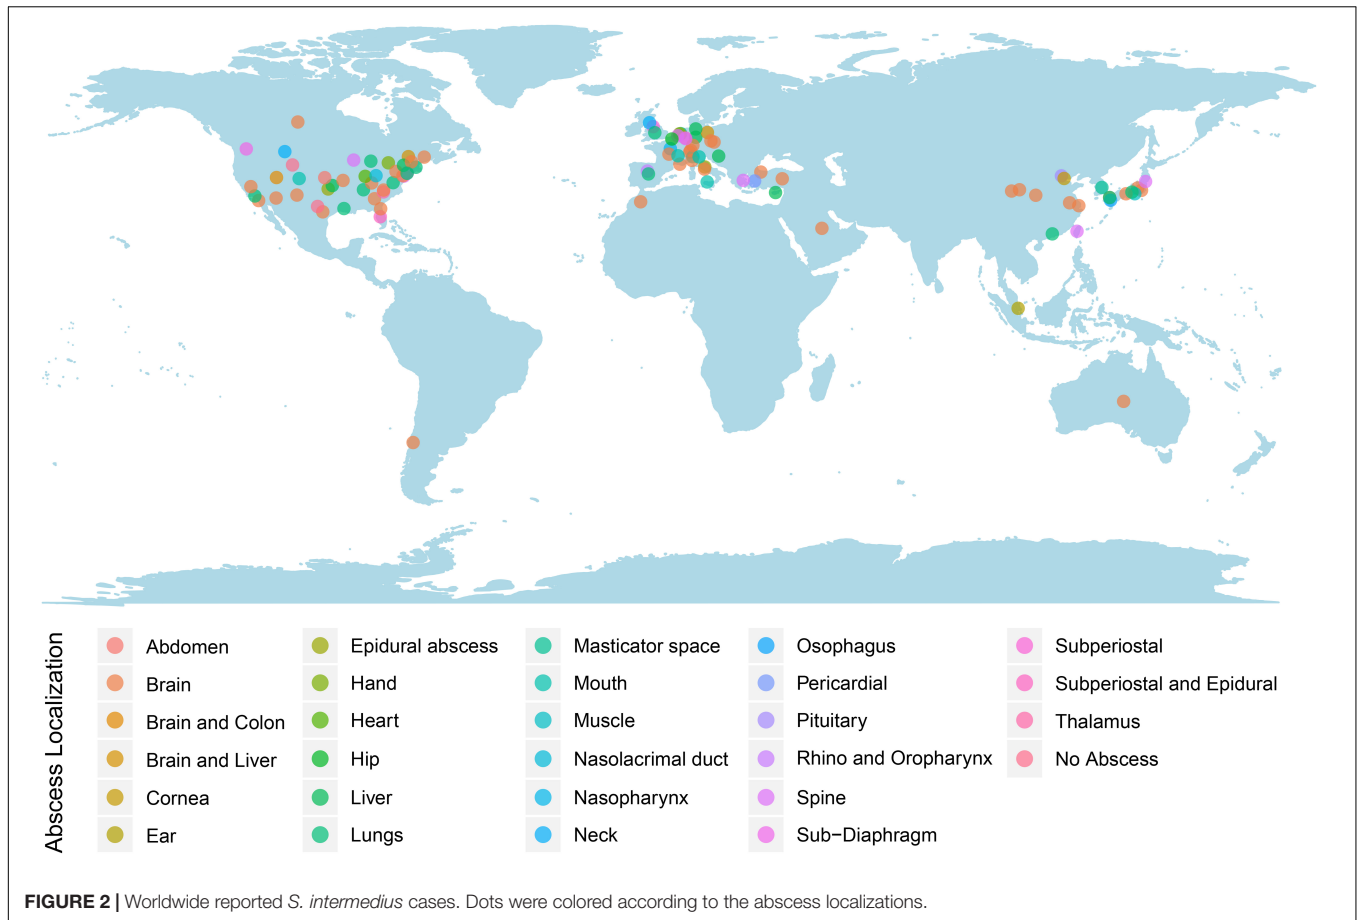 Abscess Localization
Abdomen
Brain
Brain and Colon
Brain and Liver
Cornea
Ear
Epidural abscess
Hand
Heart
Hip
Liver
Lungs
Masticator space
Mouth
Muscle
Nasolacrimal duct
Nasopharynx
Neck
Osophagus
Pericardial
Pituitary
Rhino and Oropharynx
Spine
Sub−Diaphragm
Subperiostal
Subperiostal and Epidural
Thalamus
No Abscess
FIGURE 2 | Worldwide reported S. intermedius cases. Dots were colored according to the abscess localizations.